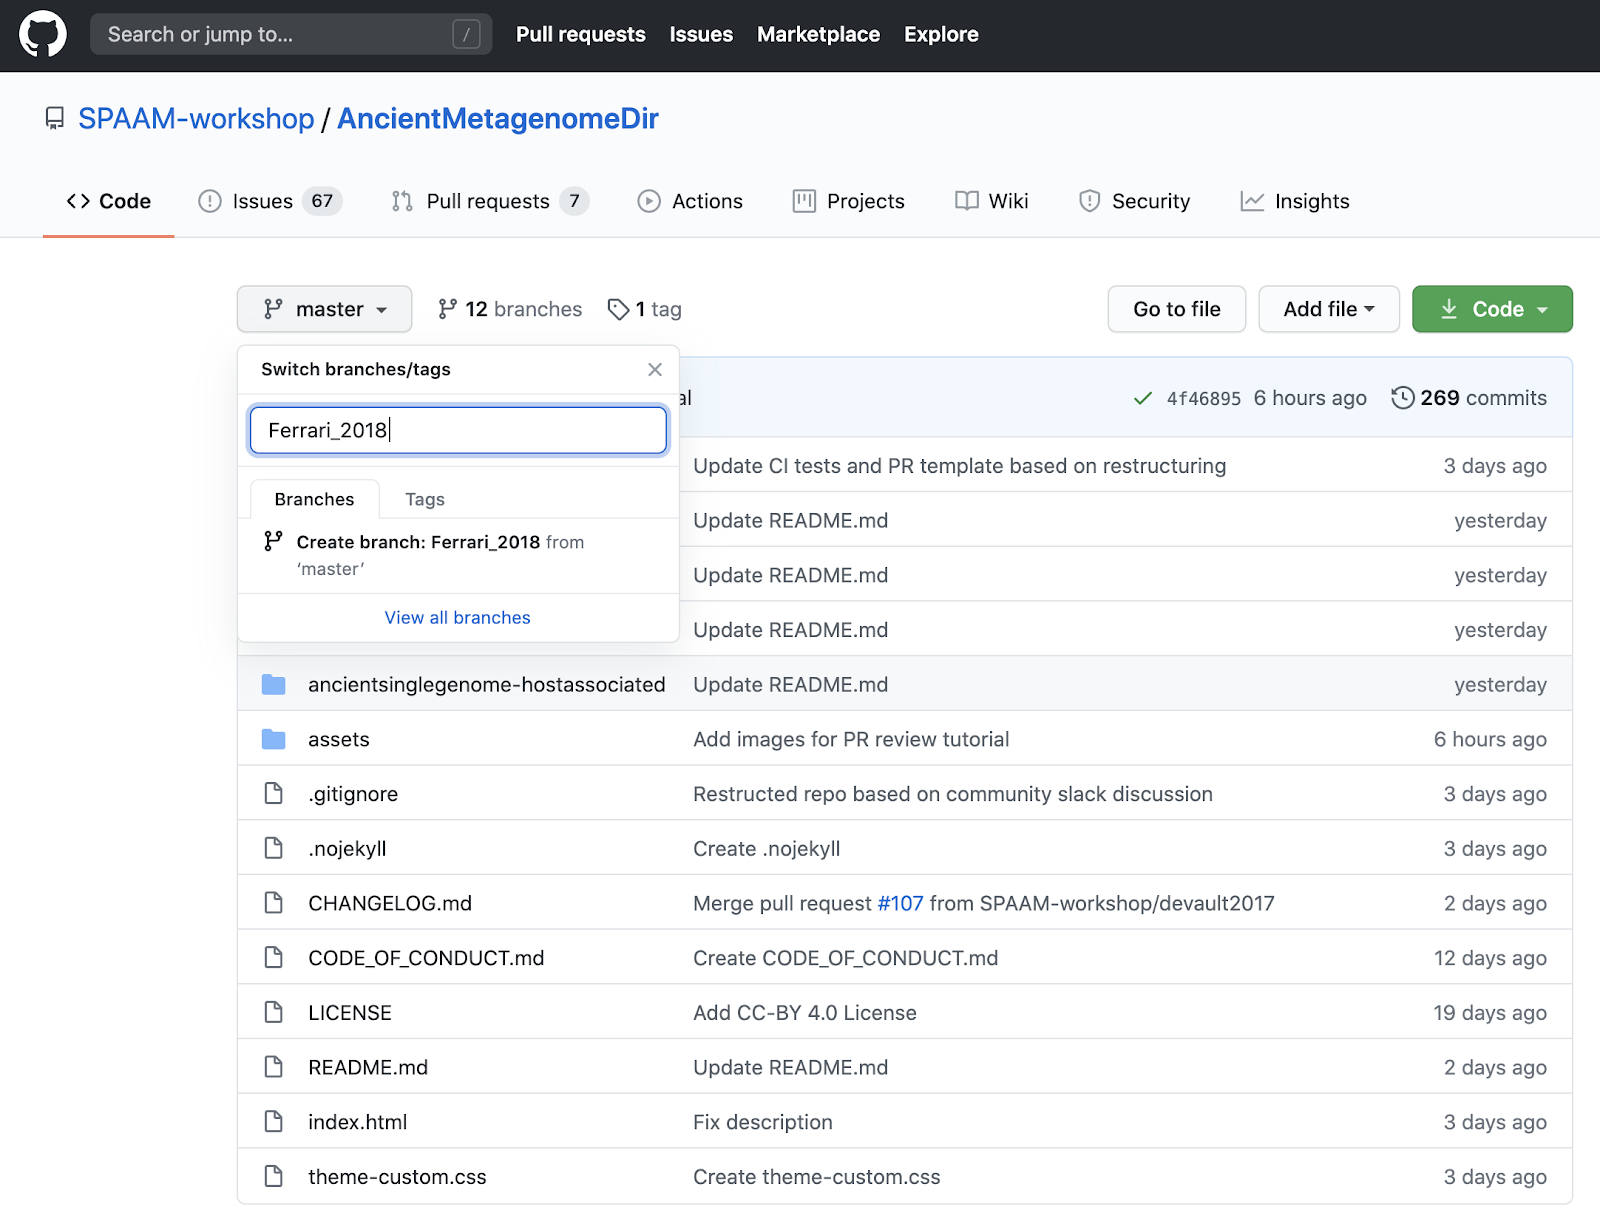 Search or jump to... /
Pull requests Issues Marketplace Explore
SPAAM-workshop / AncientMetagenomeDir
Code Issues 67 Pull requests 7 Actions Projects Wiki Security Insights
master 12 branches 1 tag Go to file Add file Code
Switch branches/tags
al 4f46895 6 hours ago 269 commits
Ferrari_2018
Branches Tags
Create branch: Ferrari_2018 from
‘master’
View all branches
Update CI tests and PR template based on restructuring 3 days ago
Update README.md yesterday
Update README.md yesterday
Update README.md yesterday
ancientsinglegenome-hostassociated Update README.md yesterday
assets Add images for PR review tutorial 6 hours ago
.gitignore Restructed repo based on community slack discussion 3 days ago
.nojekyll Create .nojekyll 3 days ago
CHANGELOG.md Merge pull request #107 from SPAAM-workshop/devault2017 2 days ago
CODE_OF_CONDUCT.md Create CODE_OF_CONDUCT.md 12 days ago
LICENSE Add CC-BY 4.0 License 19 days ago
README.md Update README.md 2 days ago
index.html Fix description 3 days ago
theme-custom.css Create theme-custom.css 3 days ago